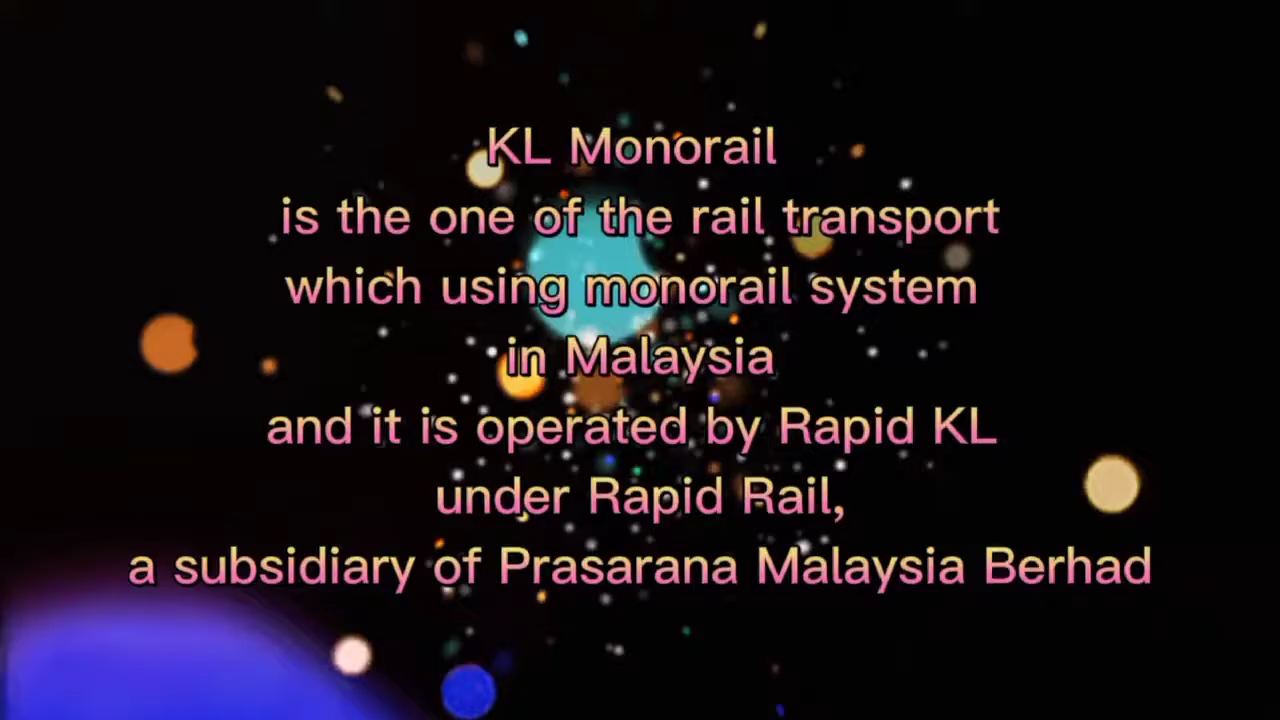 KL Monorail
is the one of the rail transport
which using monorail system
in Malaysia
and it is operated by Rapid KL
under Rapid Rail,
a subsidiary of Prasarana Malaysia Berhad